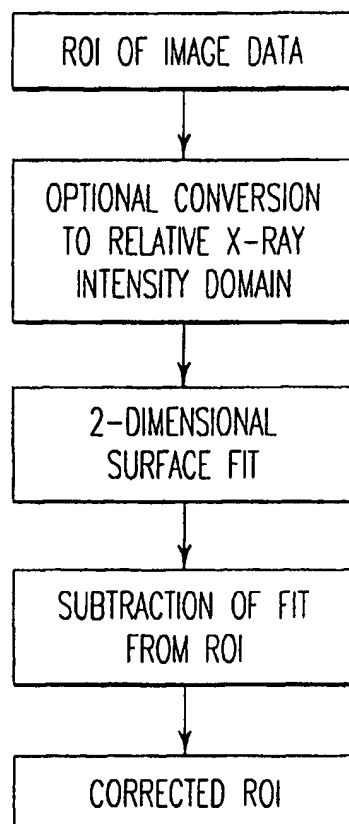 ROI OF IMAGE DATA
OPTIONAL CONVERSION
TO RELATIVE X-RAY
INTENSITY DOMAIN
2-DIMENSIONAL
SURFACE FIT
SUBTRACTION OF FIT
FROM ROI
CORRECTED ROI